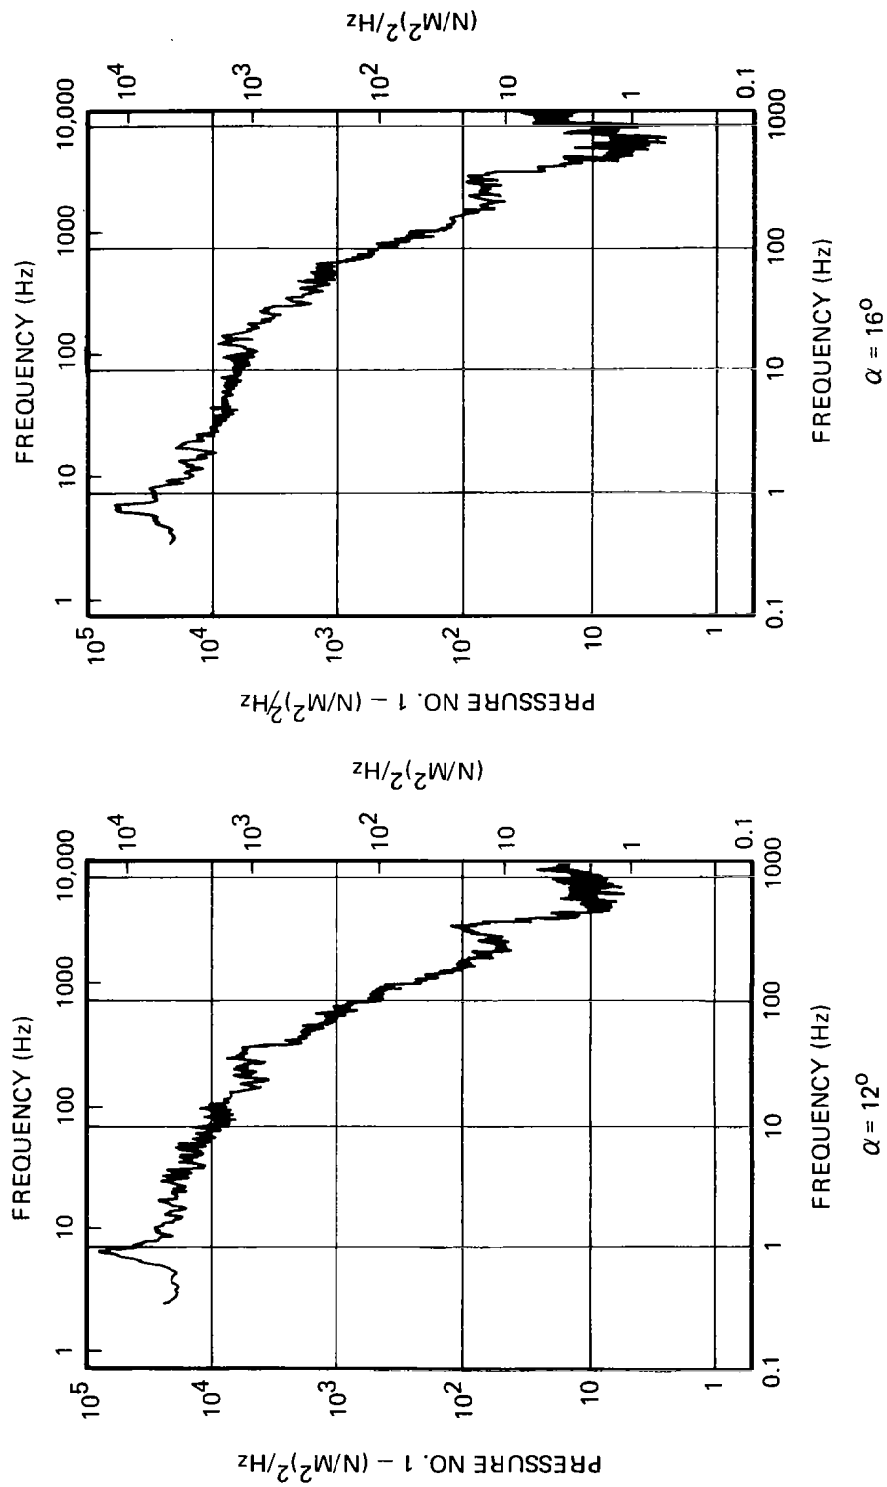 FREQUENCY (Hz)
1 10 100 1000 10,000
PRESSURE NO. 1 – (N/M²)²/Hz
10⁵
10⁴
10³
10²
10
1
10⁴
10³
10²
10
1
0.1
(N/M²)²/Hz
0.1 1 10 100 1000
FREQUENCY (Hz)
α = 12°
FREQUENCY (Hz)
1 10 100 1000 10,000
PRESSURE NO. 1 – (N/M²)²/Hz
10⁵
10⁴
10³
10²
10
1
10⁴
10³
10²
10
1
0.1
(N/M²)²/Hz
0.1 1 10 100 1000
FREQUENCY (Hz)
α = 16°